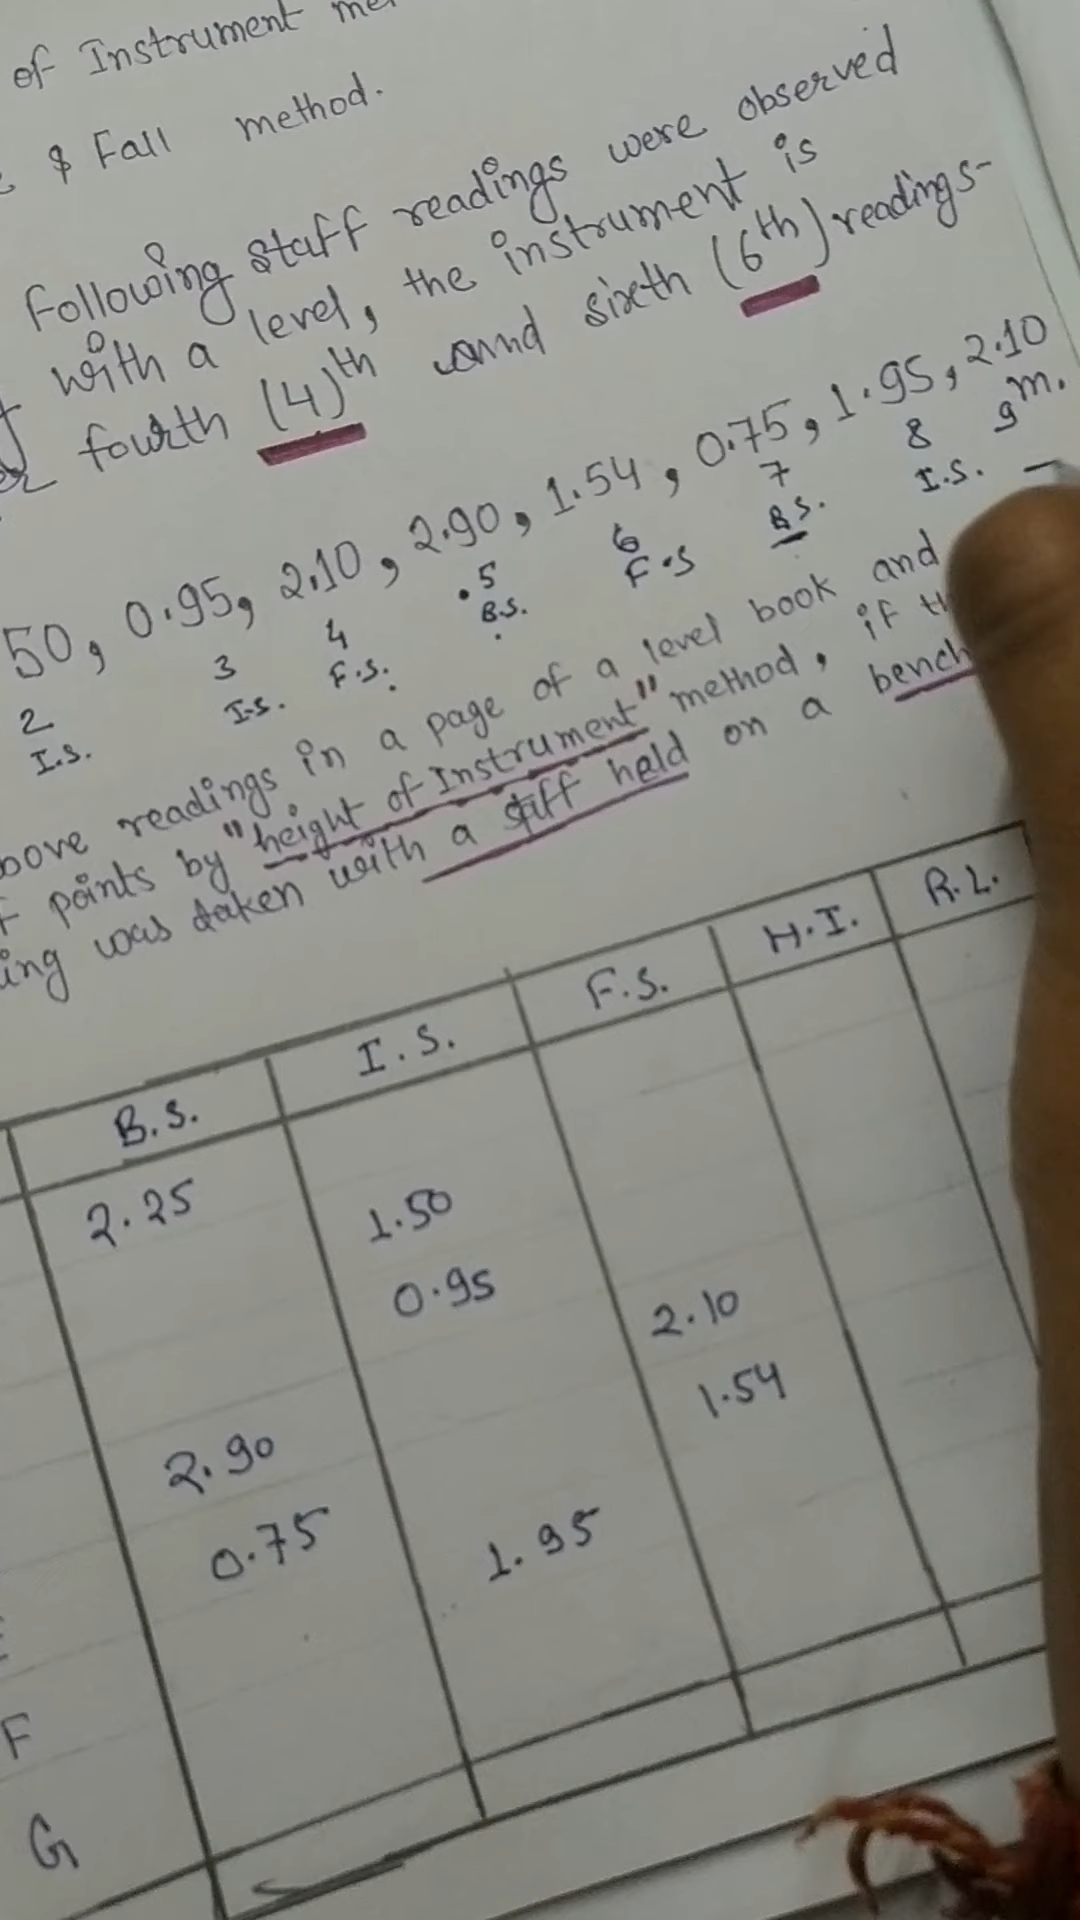 of Instrument me
& Fall method.
Following staff readings were observed
with a level, the instrument is
fourth (4)th and sixth (6th) readings-
50, 0.95, 2.10, 2.90, 1.54, 0.75, 1.95, 2.10 m.
2 3 4 .5 6 7 8 9
I.S. I.S. F.S. B.S. F.S B.S. I.S.
bove readings in a page of a level book and
points by "height of Instrument" method, if th
ing was taken with a staff held on a bench
B.S. I.S. F.S. H.I. R.L.
2.25 1.50
0.95
2.10
2.90 1.54
0.75 1.95
F
G